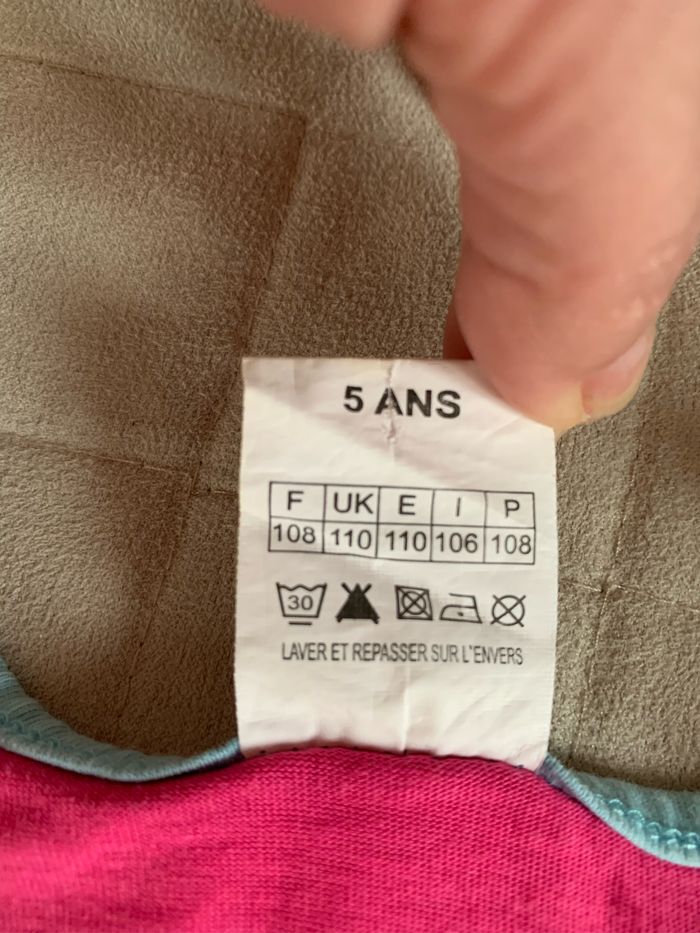 5 ANS
F UK E I P
108 110 110 106 108
30
LAVER ET REPASSER SUR L'ENVERS